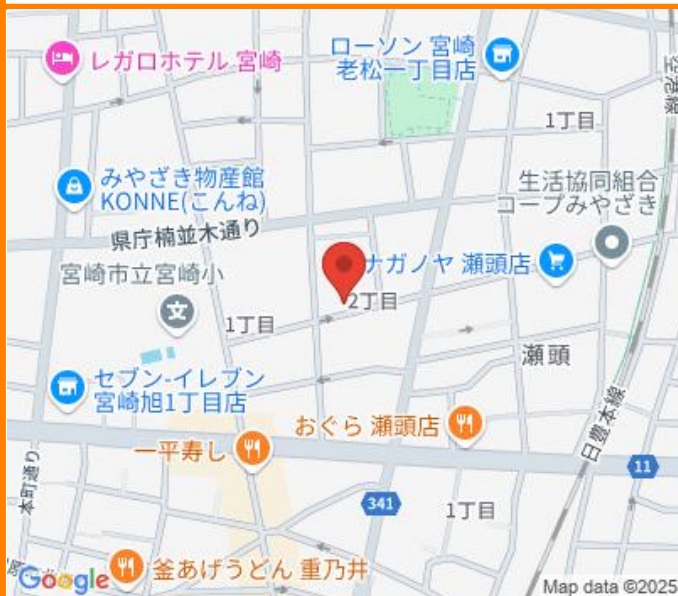 レガロホテル 宮崎
ローソン 宮崎
老松一丁目店
空港線
1丁目
みやざき物産館
KONNE(こんね)
生活協同組合
コープみやざき
県庁楠並木通り
ナガノヤ 瀬頭店
宮崎市立宮崎小
文
2丁目
1丁目
瀬頭
セブン-イレブン
宮崎旭1丁目店
おぐら 瀬頭店
一平寿し
日豊本線
11
本町通り
341
1丁目
釜あげうどん 重乃井
Google
Map data ©2025